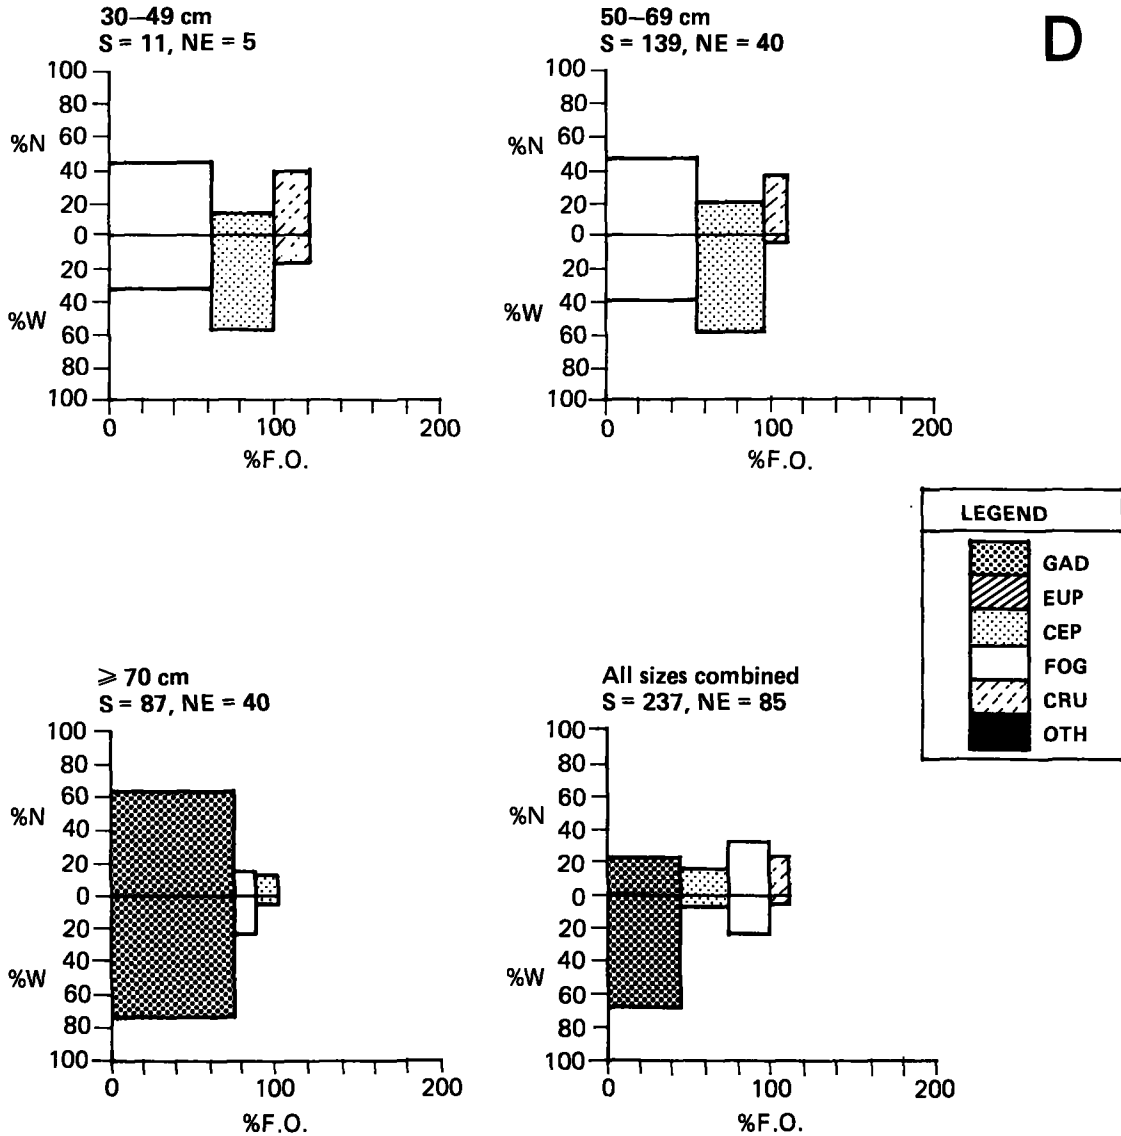 D
30–49 cm
S = 11, NE = 5
100
80
%N 60
40
20
0
20
%W 40
60
80
100
0 100 200
%F.O.
50–69 cm
S = 139, NE = 40
100
80
%N 60
40
20
0
20
%W 40
60
80
100
0 100 200
%F.O.
LEGEND
GAD
EUP
CEP
FOG
CRU
OTH
⩾ 70 cm
S = 87, NE = 40
100
80
60
%N
40
20
0
20
40
%W
60
80
100
0 100 200
%F.O.
All sizes combined
S = 237, NE = 85
100
80
60
%N
40
20
0
20
40
%W
60
80
100
0 100 200
%F.O.